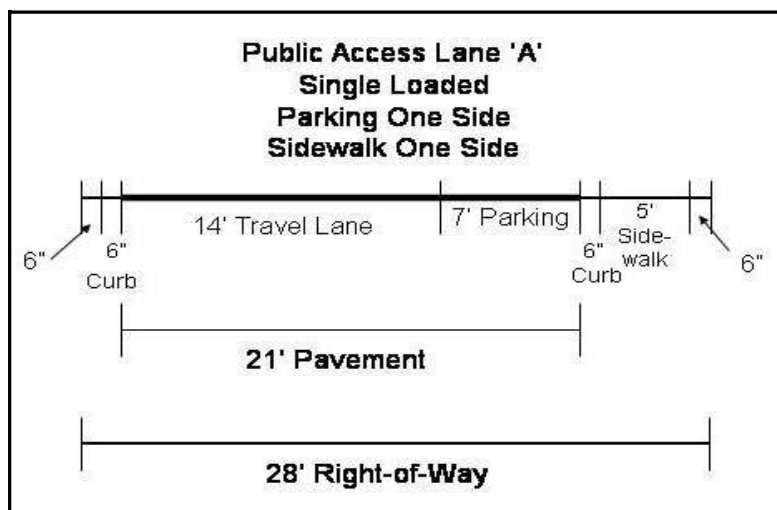 Public Access Lane 'A'
Single Loaded
Parking One Side
Sidewalk One Side
14' Travel Lane
7' Parking
6"
6"
Curb
6"
Curb
5'
Side-
walk
6"
21' Pavement
28' Right-of-Way